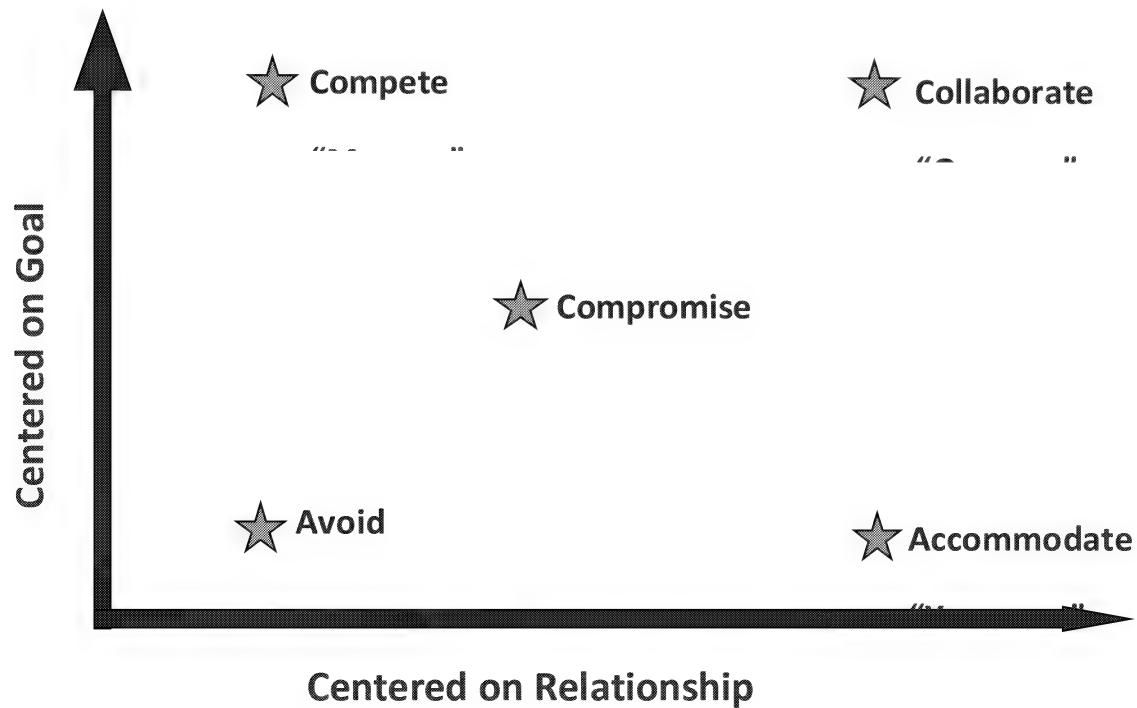 Compete
Collaborate
Centered on Goal
Compromise
Avoid
Accommodate
Centered on Relationship